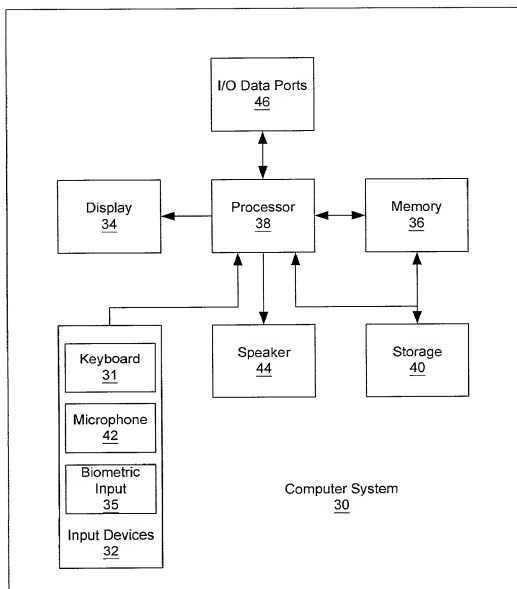 I/O Data Ports
46
Display
34
Processor
38
Memory
36
Keyboard
31
Microphone
42
Biometric
Input
35
Input Devices
32
Speaker
44
Storage
40
Computer System
30